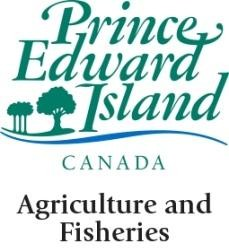 Prince
Edward
Island
CANADA
Agriculture and
Fisheries